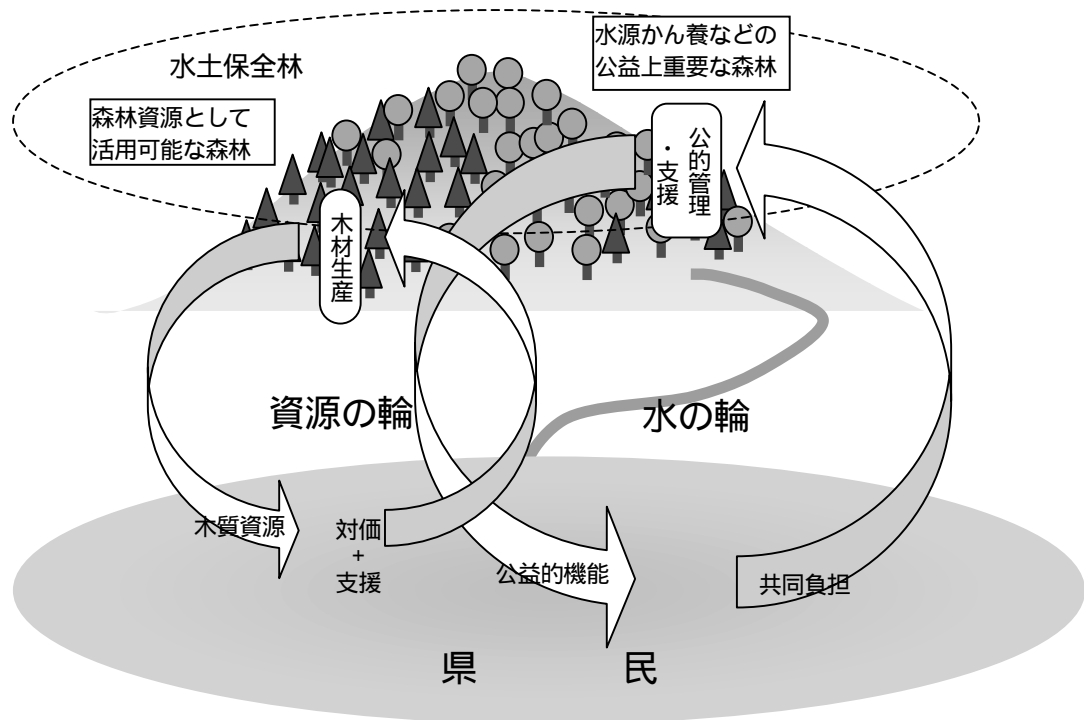 水土保全林
水源かん養などの
公益上重要な森林
森林資源として
活用可能な森林
公的管理
・支援
木材生産
資源の輪
水の輪
木質資源
対価
+
支援
公益的機能
共同負担
県 民